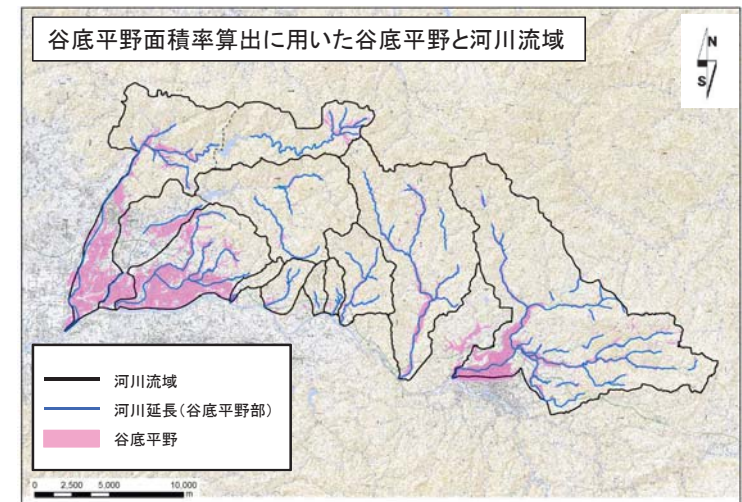 谷底平野面積率算出に用いた谷底平野と河川流域
N
S
河川流域
河川延長(谷底平野部)
谷底平野
0 2,500 5,000 10,000
m